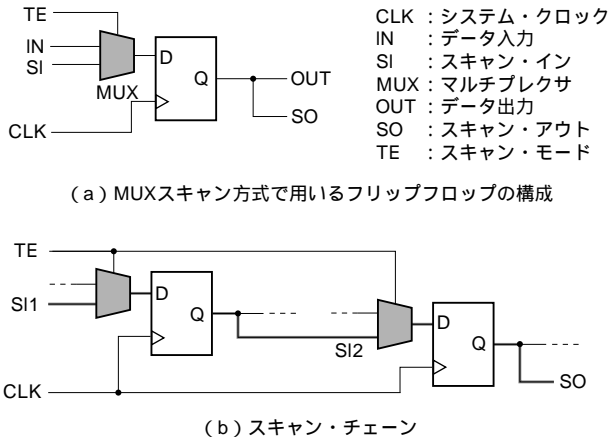 TE
IN
SI
MUX
CLK
D
Q
OUT
SO
CLK：システム・クロック
IN：データ入力
SI：スキャン・イン
MUX：マルチプレクサ
OUT：データ出力
SO：スキャン・アウト
TE：スキャン・モード
（a）MUXスキャン方式で用いるフリップフロップの構成
TE
SI1
D
Q
SI2
D
Q
CLK
SO
（b）スキャン・チェーン